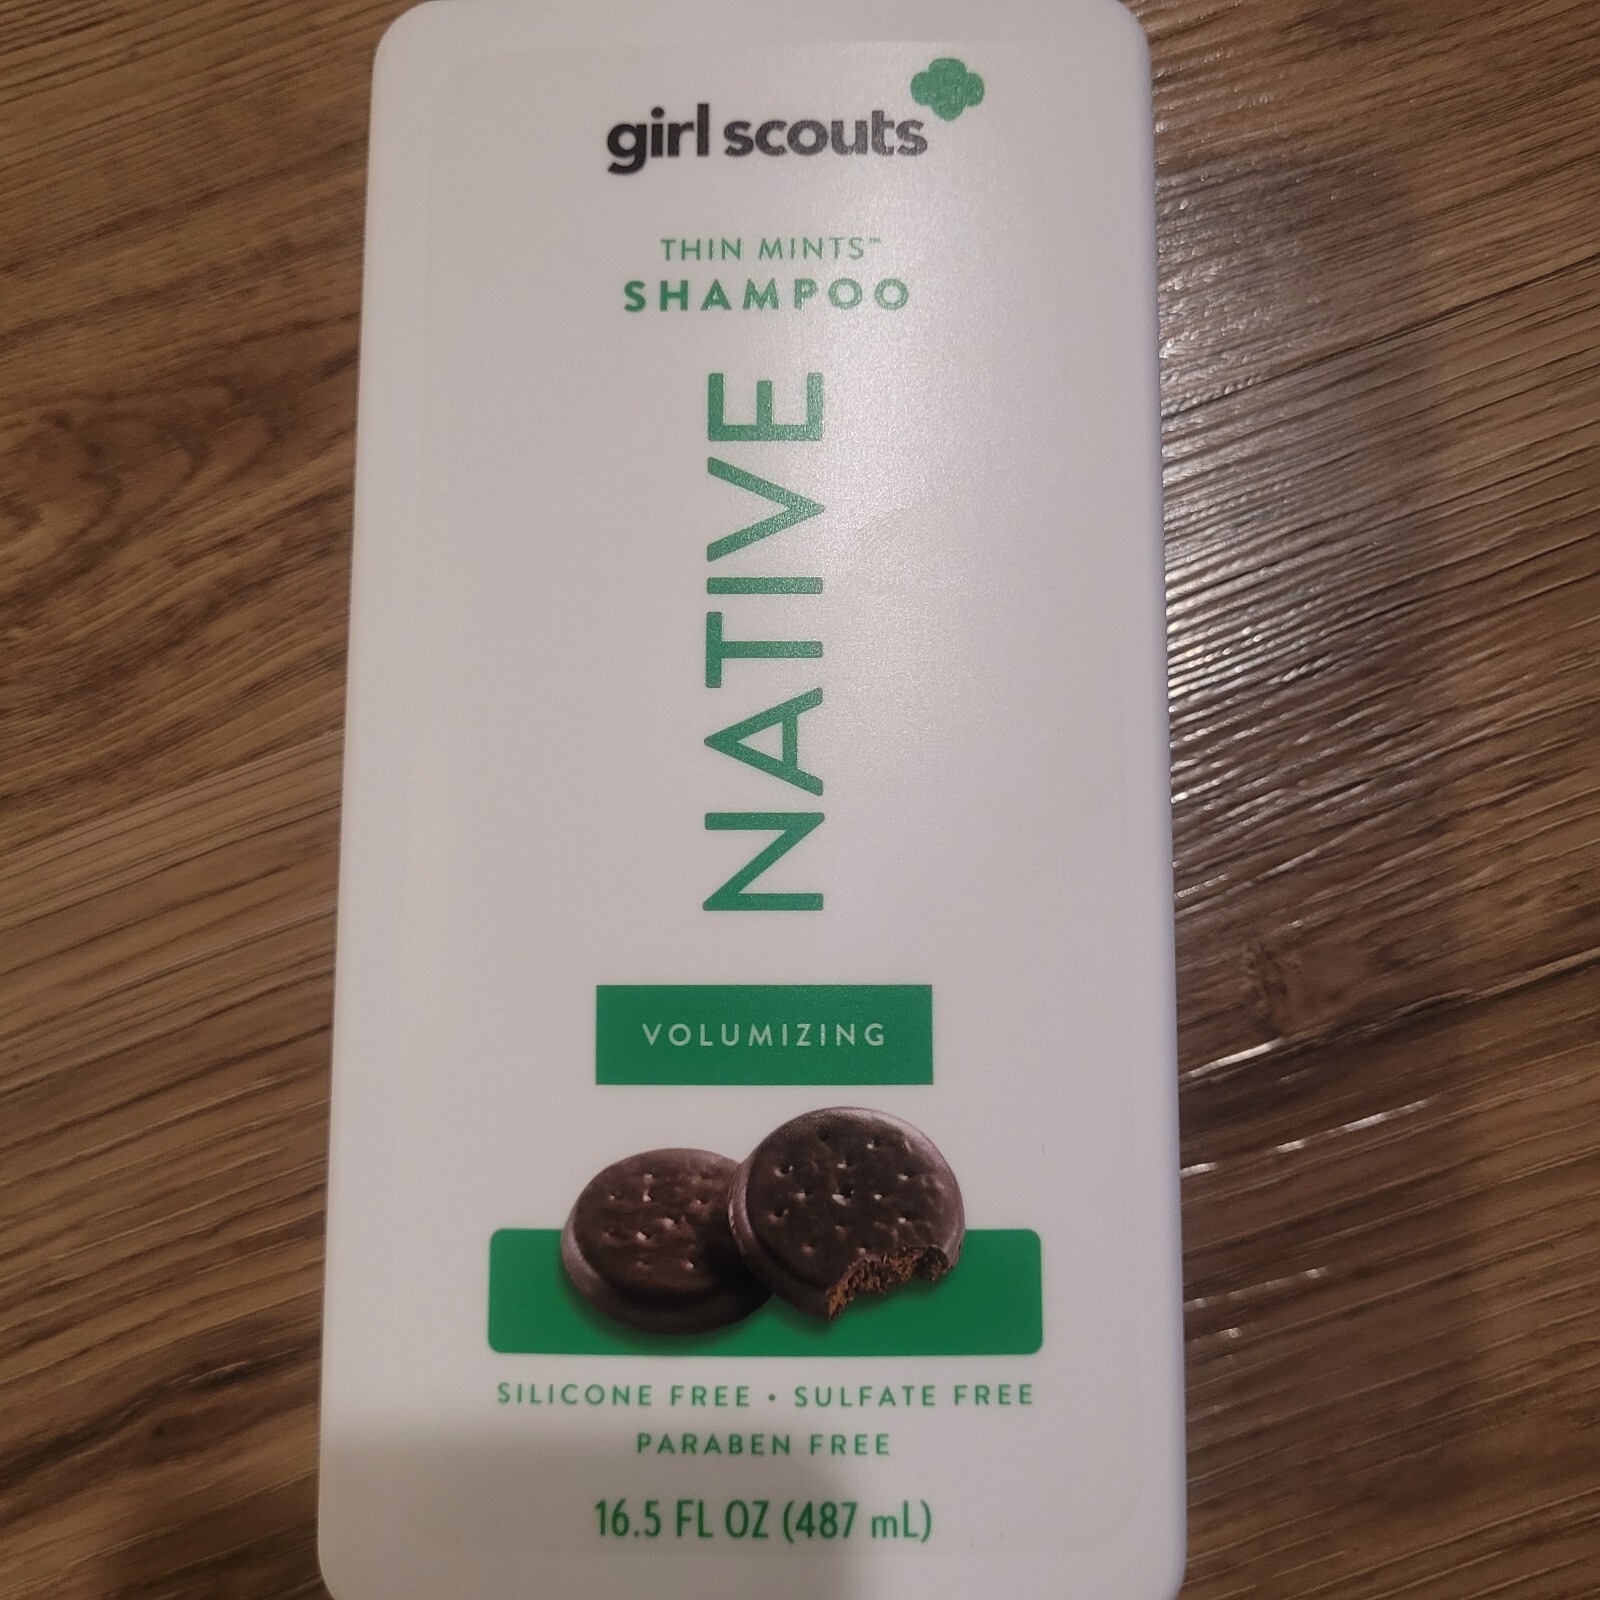 girl scouts
THIN MINTS™
SHAMPOO
NATIVE
VOLUMIZING
SILICONE FREE • SULFATE FREE
PARABEN FREE
16.5 FL OZ (487 mL)